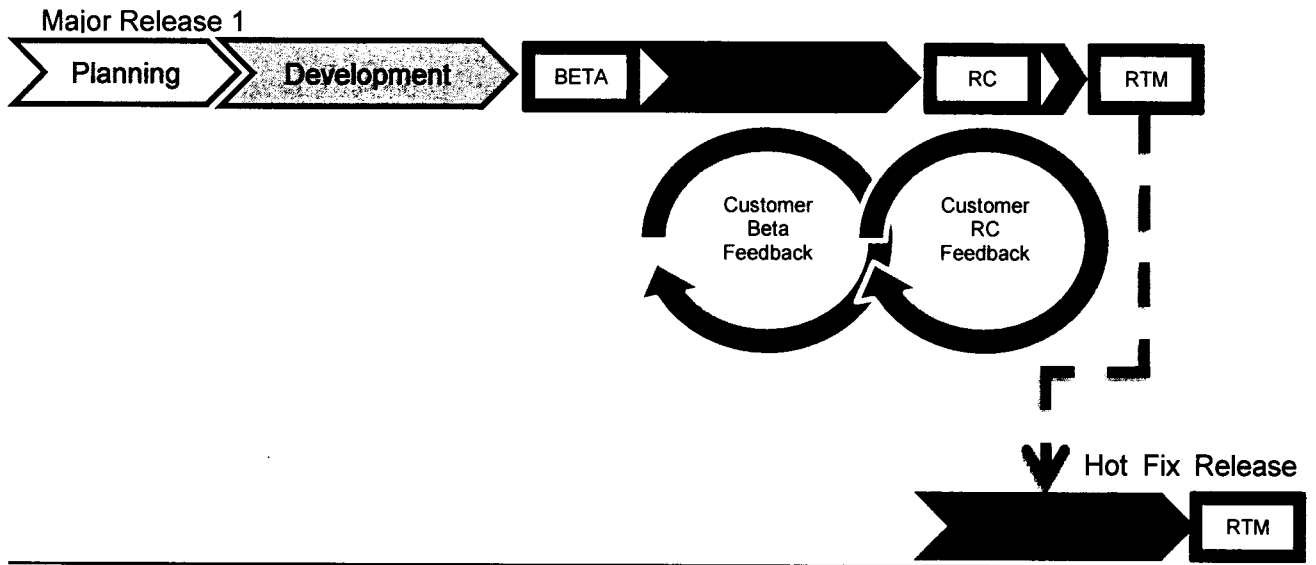 Major Release 1
Planning
Development
BETA
RC
RTM
Customer
Beta
Feedback
Customer
RC
Feedback
Hot Fix Release
RTM